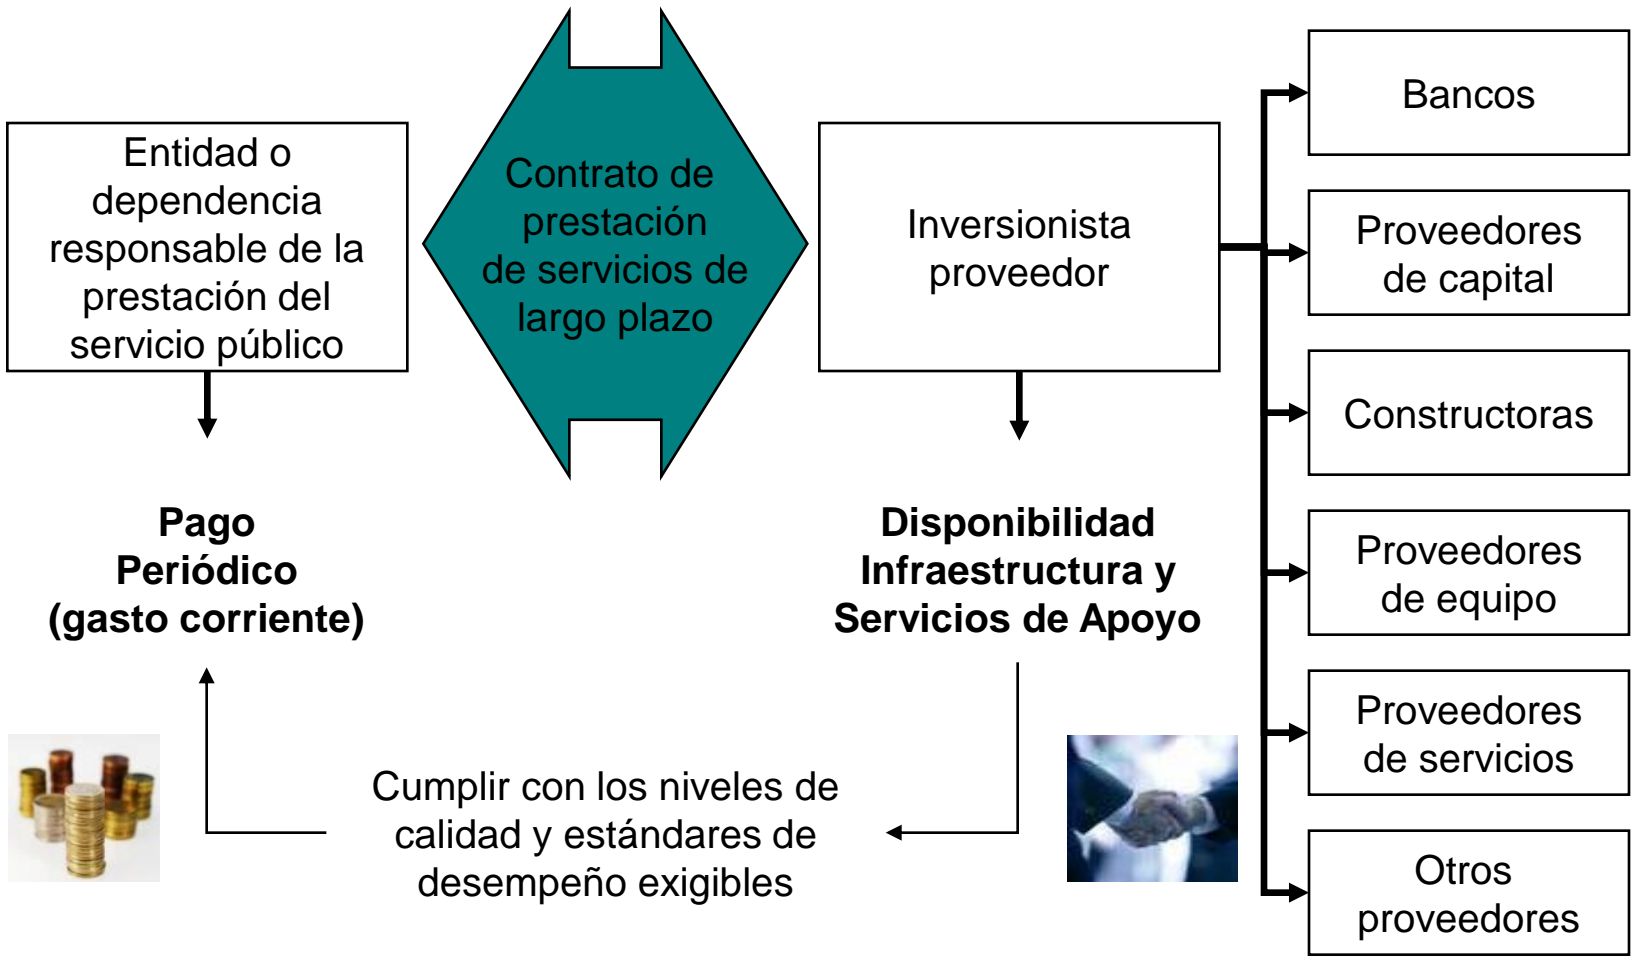 Entidad o
dependencia
responsable de la
prestación del
servicio público
Contrato de
prestación
de servicios de
largo plazo
Inversionista
proveedor
Bancos
Proveedores
de capital
Constructoras
Proveedores
de equipo
Proveedores
de servicios
Otros
proveedores
Pago
Periódico
(gasto corriente)
Disponibilidad
Infraestructura y
Servicios de Apoyo
Cumplir con los niveles de
calidad y estándares de
desempeño exigibles